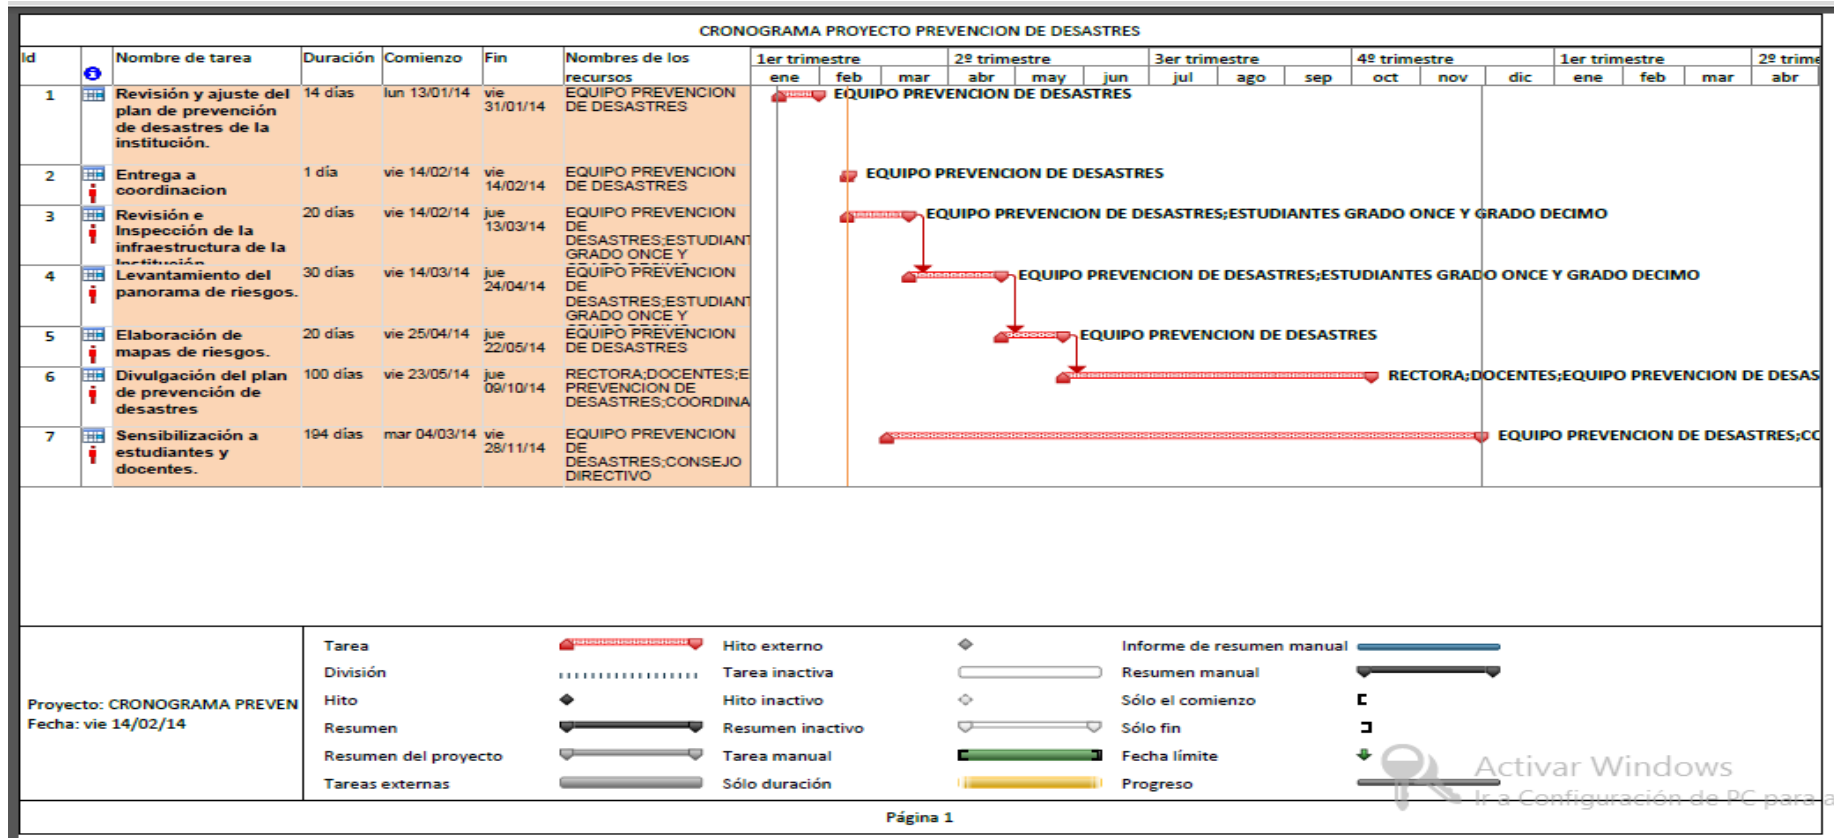 CRONOGRAMA PROYECTO PREVENCION DE DESASTRES
Id Nombre de tarea Duración Comienzo Fin Nombres de los recursos
1er trimestre 2º trimestre 3er trimestre 4º trimestre 1er trimestre 2º trime
ene feb mar abr may jun jul ago sep oct nov dic ene feb mar abr
1 Revisión y ajuste del 14 días lun 13/01/14 vie EQUIPO PREVENCION EQUIPO PREVENCION DE DESASTRES
plan de prevención 31/01/14 DE DESASTRES
de desastres de la
institución.
2 Entrega a 1 día vie 14/02/14 vie EQUIPO PREVENCION EQUIPO PREVENCION DE DESASTRES
coordinacion 14/02/14 DE DESASTRES
3 Revisión e 20 días vie 14/02/14 jue EQUIPO PREVENCION EQUIPO PREVENCION DE DESASTRES;ESTUDIANTES GRADO ONCE Y GRADO DECIMO
Inspección de la 13/03/14 DE
infraestructura de la DESASTRES;ESTUDIANT
GRADO ONCE Y
4 Levantamiento del 30 días vie 14/03/14 jue EQUIPO PREVENCION EQUIPO PREVENCION DE DESASTRES;ESTUDIANTES GRADO ONCE Y GRADO DECIMO
panorama de riesgos. 24/04/14 DE
DESASTRES;ESTUDIANT
GRADO ONCE Y
5 Elaboración de 20 días vie 25/04/14 jue EQUIPO PREVENCION EQUIPO PREVENCION DE DESASTRES
mapas de riesgos. 22/05/14 DE DESASTRES
6 Divulgación del plan 100 días vie 23/05/14 jue RECTORA;DOCENTES;E RECTORA;DOCENTES;EQUIPO PREVENCION DE DESAS
de prevención de 09/10/14 PREVENCION DE
desastres DESASTRES;COORDINA
7 Sensibilización a 194 días mar 04/03/14 vie EQUIPO PREVENCION EQUIPO PREVENCION DE DESASTRES;CO
estudiantes y 28/11/14 DE
docentes. DESASTRES;CONSEJO
DIRECTIVO
Proyecto: CRONOGRAMA PREVEN
Fecha: vie 14/02/14
Tarea Hito externo Informe de resumen manual
División Tarea inactiva Resumen manual
Hito Hito inactivo Sólo el comienzo
Resumen Resumen inactivo Sólo fin
Resumen del proyecto Tarea manual Fecha límite
Tareas externas Sólo duración Progreso
Activar Windows
Ir a Configuración de PC para a
Página 1